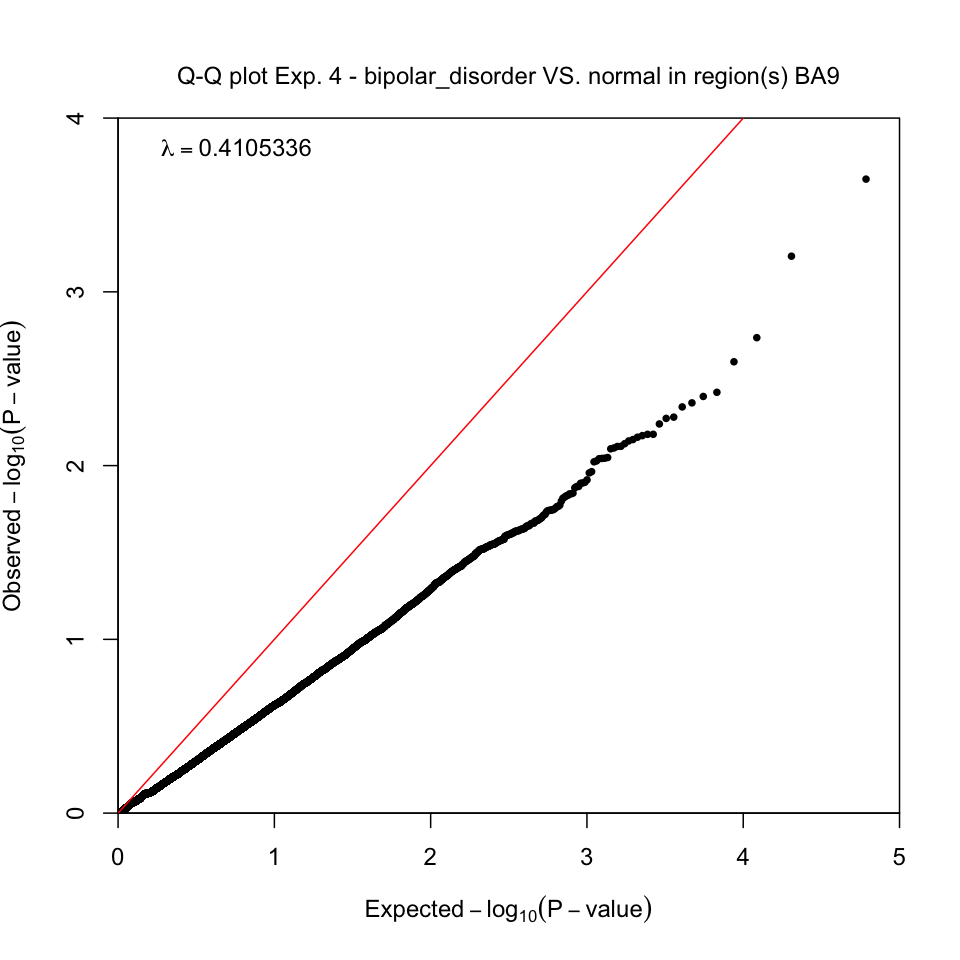 Q-Q plot Exp. 4 - bipolar_disorder VS. normal in region(s) BA9
λ = 0.4105336
4
3
2
1
0
Observed − log₁₀(P − value)
0 1 2 3 4 5
Expected − log₁₀(P − value)